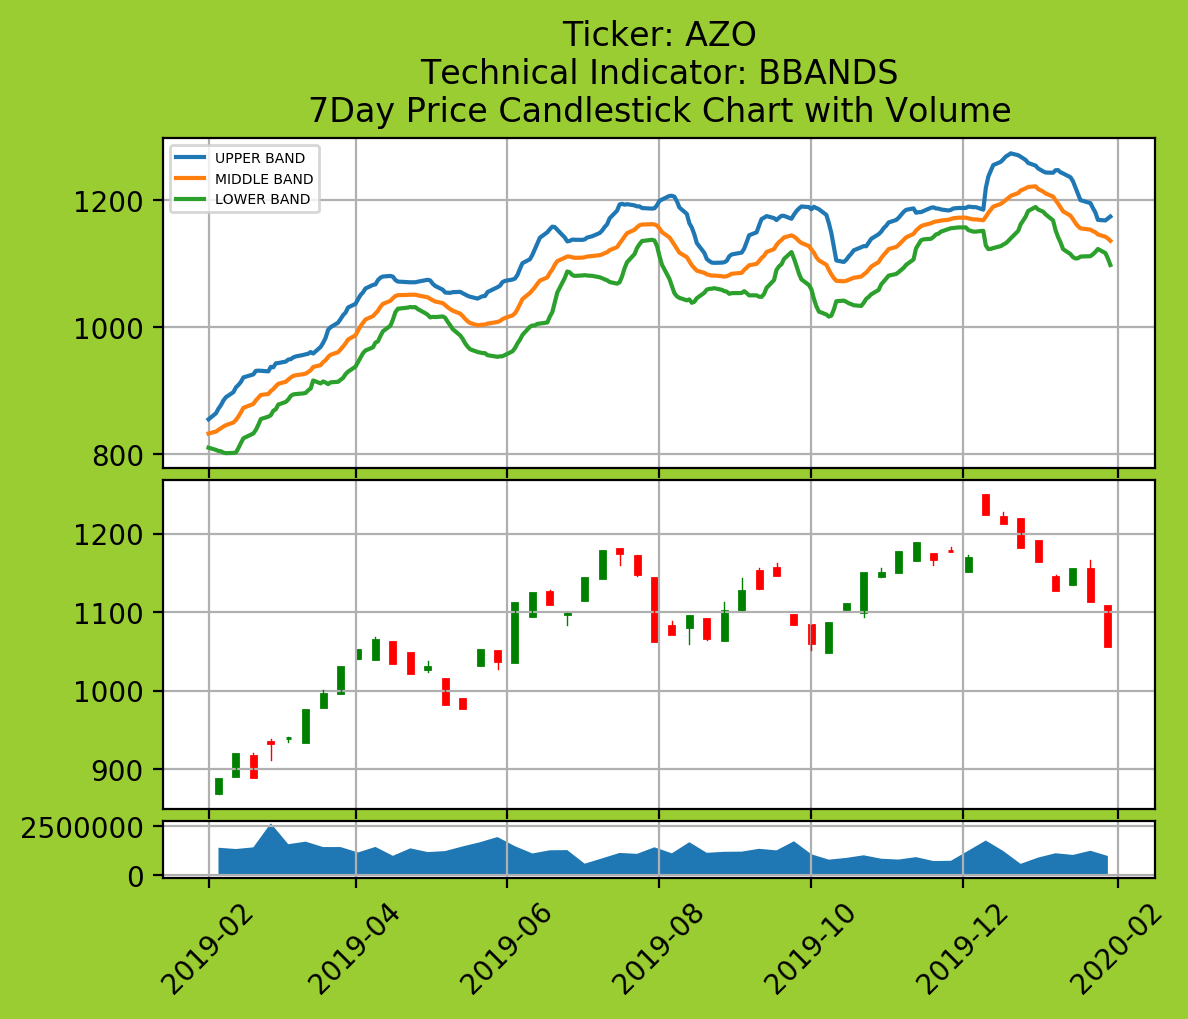 Ticker: AZO
Technical Indicator: BBANDS
7Day Price Candlestick Chart with Volume
UPPER BAND
MIDDLE BAND
LOWER BAND
1200
1000
800
1200
1100
1000
900
2500000
0
2019-02
2019-04
2019-06
2019-08
2019-10
2019-12
2020-02